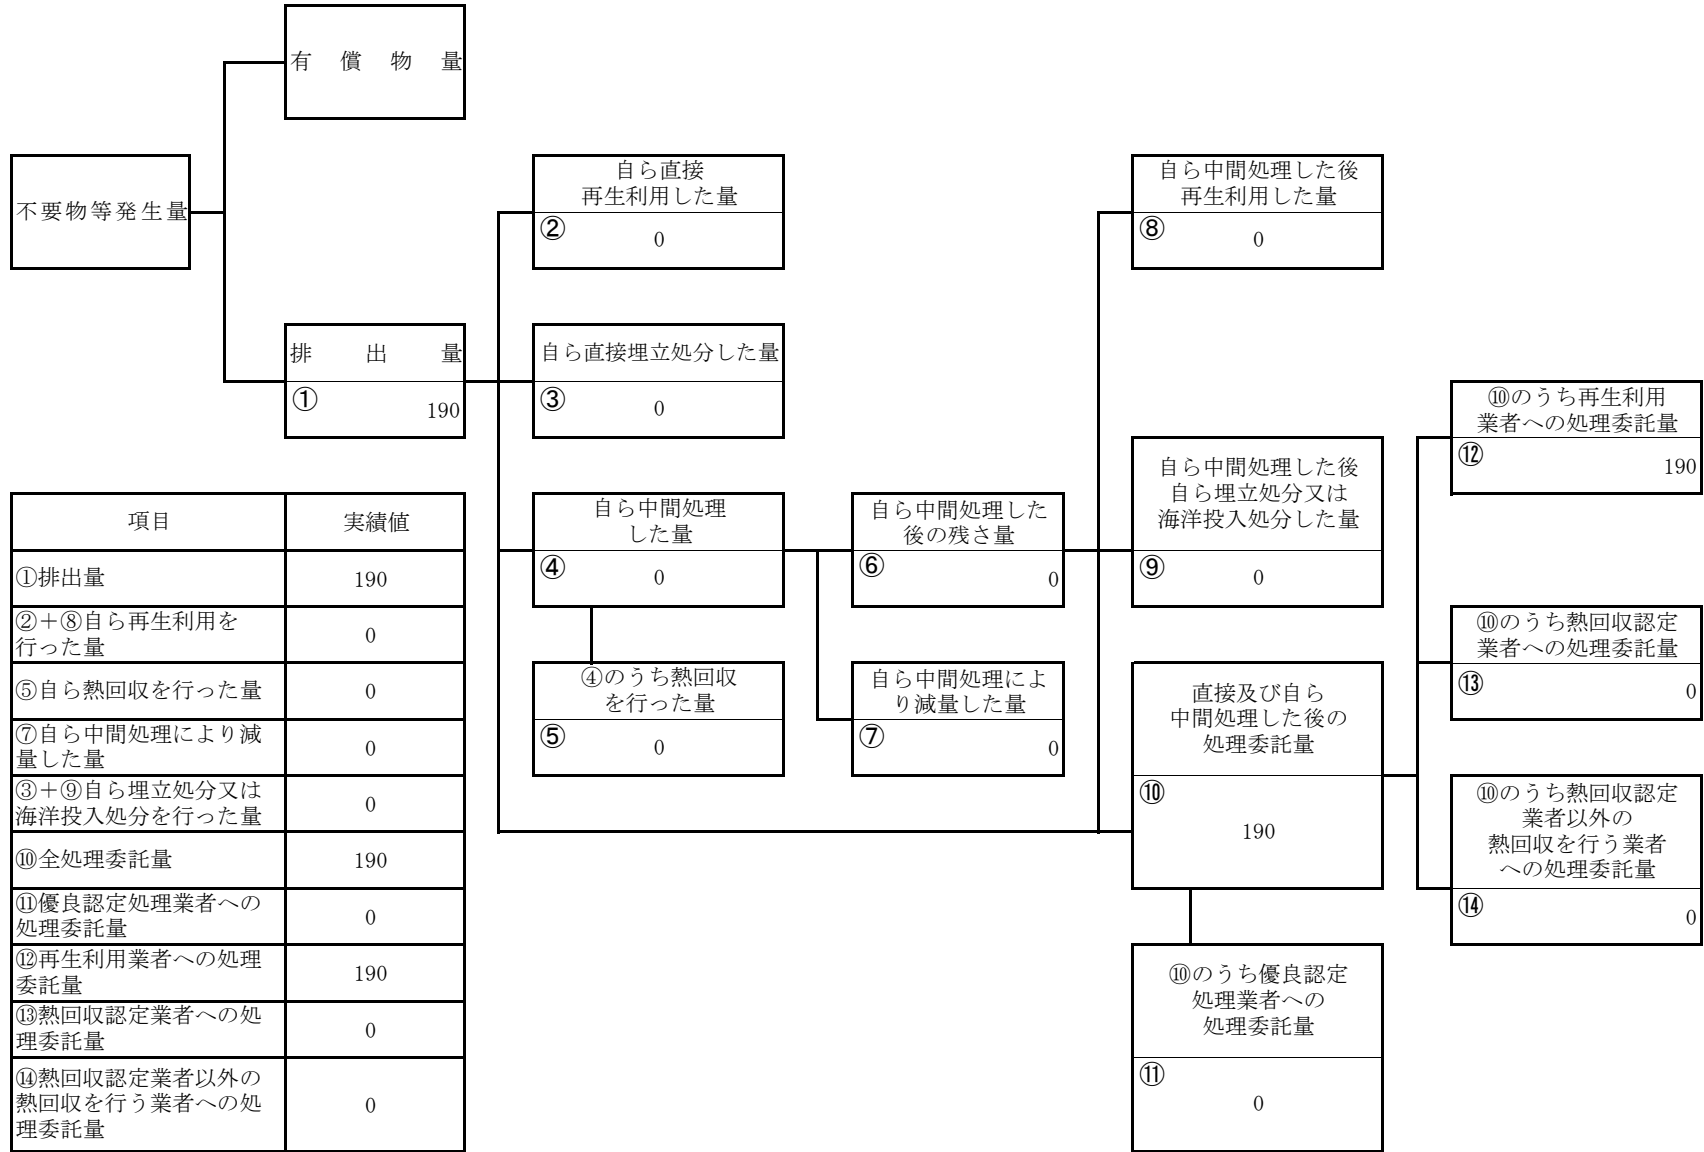 有償物量
不要物等発生量
自ら直接
再生利用した量
②
0
自ら中間処理した後
再生利用した量
⑧
0
排出量
①
190
自ら直接埋立処分した量
③
0
⑩のうち再生利用
業者への処理委託量
⑫
190
自ら中間処理した後
自ら埋立処分又は
海洋投入処分した量
⑨
0
自ら中間処理
した量
④
0
自ら中間処理した
後の残さ量
⑥
0
⑩のうち熱回収認定
業者への処理委託量
⑬
0
④のうち熱回収
を行った量
⑤
0
自ら中間処理によ
り減量した量
⑦
0
直接及び自ら
中間処理した後の
処理委託量
⑩
190
⑩のうち熱回収認定
業者以外の
熱回収を行う業者
への処理委託量
⑭
0
⑩のうち優良認定
処理業者への
処理委託量
⑪
0
項目 実績値
①排出量 190
②＋⑧自ら再生利用を
行った量 0
⑤自ら熱回収を行った量 0
⑦自ら中間処理により減
量した量 0
③＋⑨自ら埋立処分又は
海洋投入処分を行った量 0
⑩全処理委託量 190
⑪優良認定処理業者への
処理委託量 0
⑫再生利用業者への処理
委託量 190
⑬熱回収認定業者への処
理委託量 0
⑭熱回収認定業者以外の
熱回収を行う業者への処
理委託量 0